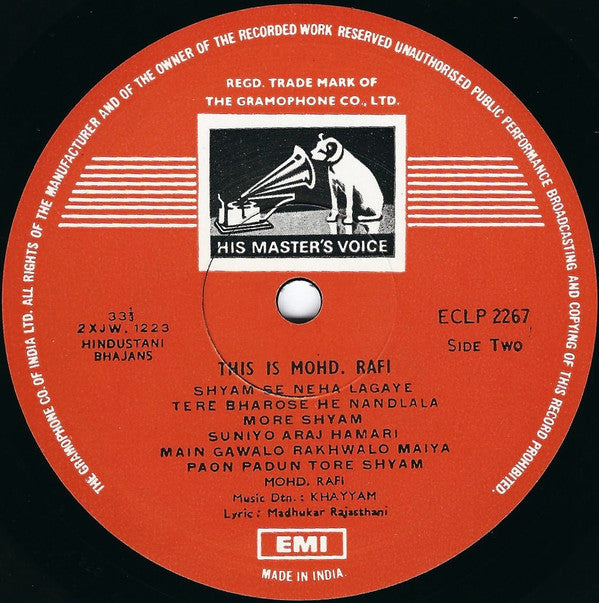 THE GRAMOPHONE CO. OF INDIA LTD. ALL RIGHTS OF THE MANUFACTURER AND OF THE OWNER OF THE RECORDED WORK RESERVED UNAUTHORISED PUBLIC PERFORMANCE BROADCASTING AND COPYING OF THIS RECORD PROHIBITED.
REGD. TRADE MARK OF
THE GRAMOPHONE CO., LTD.
HIS MASTER'S VOICE
33⅓
2XJW. 1223
HINDUSTANI
BHAJANS
ECLP 2267
SIDE TWO
THIS IS MOHD. RAFI
SHYAM SE NEHA LAGAYE
TERE BHAROSE HE NANDLALA
MORE SHYAM
SUNIYO ARAJ HAMARI
MAIN GAWALO RAKHWALO MAIYA
PAON PADUN TORE SHYAM
MOHD. RAFI
Music Dtn.: KHAYYAM
Lyric: Madhukar Rajasthani
EMI
MADE IN INDIA.